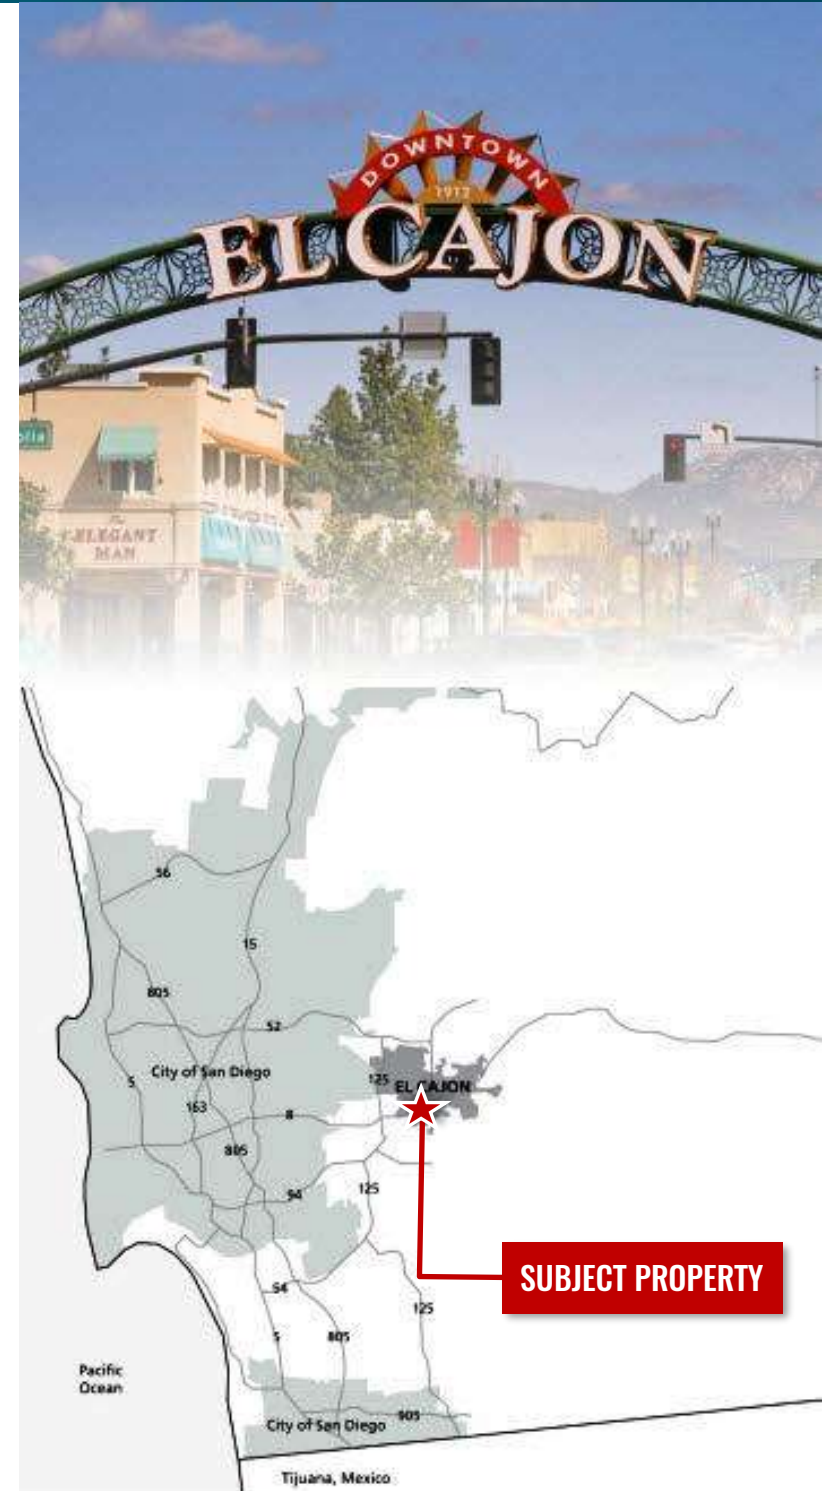 DOWNTOWN
1912
EL CAJON
The
ELEGANT
MAN
56
15
805
52
City of San Diego
5
125
EL CAJON
163
8
805
94
125
SUBJECT PROPERTY
54
125
5
805
Pacific
Ocean
905
City of San Diego
Tijuana, Mexico